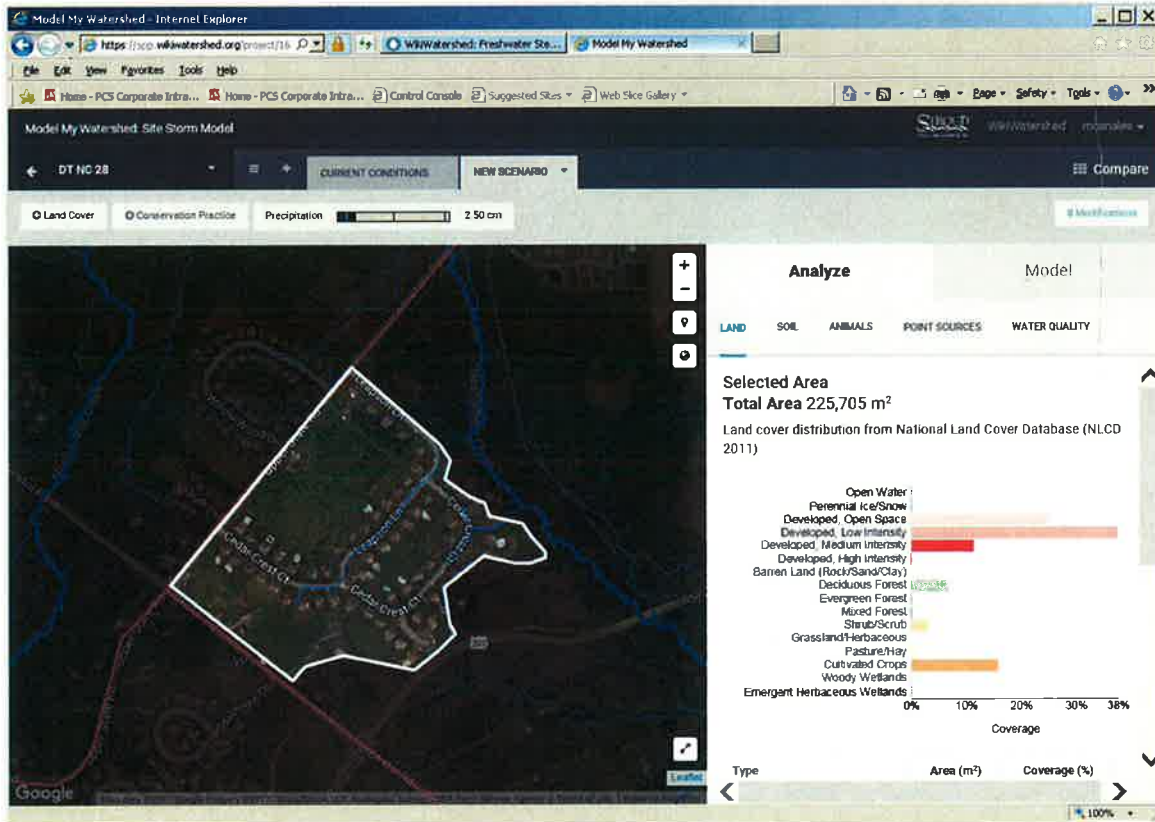 Model My Watershed - Internet Explorer
WikiWatershed: Freshwater Ste...
Model My Watershed
File Edit View Favorites Tools Help
Home - PCS Corporate Intra...
Home - PCS Corporate Intra...
Control Console
Suggested Sites
Web Slice Gallery
Page
Safety
Tools
Model My Watershed: Site Storm Model
STROUD
WikiWatershed
DT NC 28
CURRENT CONDITIONS
NEW SCENARIO
Compare
Land Cover
Conservation Practice
Precipitation
2.50 cm
Modifications
Analyze
Model
LAND
SOIL
ANIMALS
POINT SOURCES
WATER QUALITY
Selected Area
Total Area 225,705 m²
Land cover distribution from National Land Cover Database (NLCD
2011)
Open Water
Perennial Ice/Snow
Developed, Open Space
Developed, Low Intensity
Developed, Medium Intensity
Developed, High Intensity
Barren Land (Rock/Sand/Clay)
Deciduous Forest
Evergreen Forest
Mixed Forest
Shrub/Scrub
Grassland/Herbaceous
Pasture/Hay
Cultivated Crops
Woody Wetlands
Emergent Herbaceous Wetlands
0% 10% 20% 30% 38%
Coverage
Type Area (m²) Coverage (%)
Cedar Crest Ct
Cedar Crest Ct
Leaflet
Google
100%